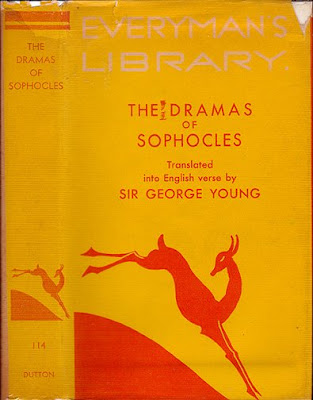 THE
DRAMAS
OF
SOPHOCLES
114
DUTTON
EVERYMAN'S
LIBRARY.
THE DRAMAS
OF
SOPHOCLES
Translated
into English verse by
SIR GEORGE YOUNG